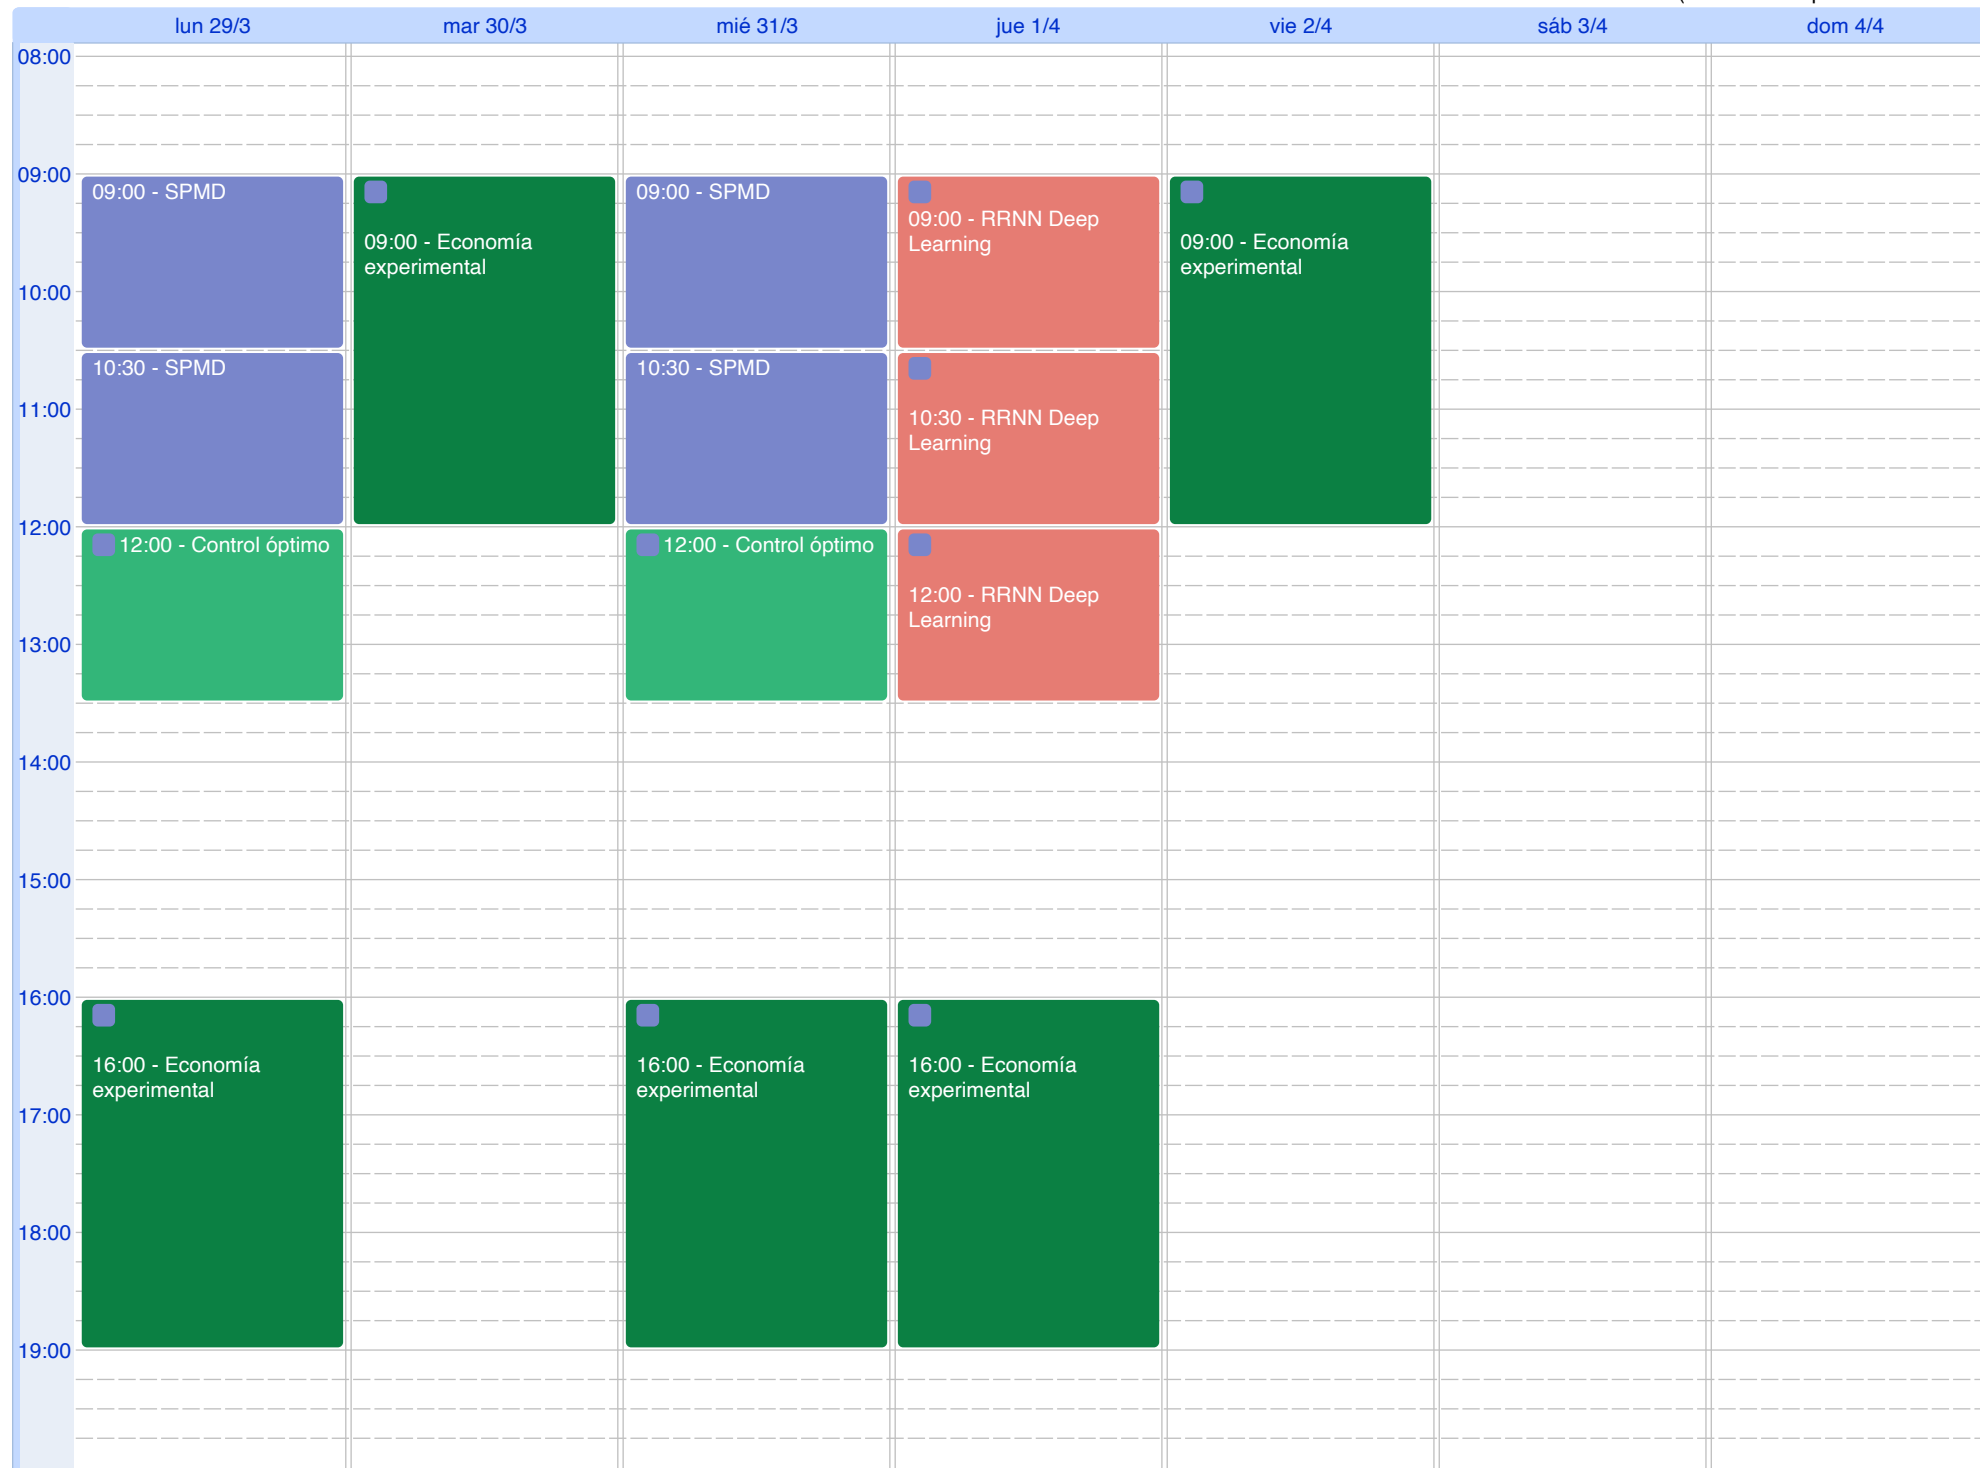 lun 29/3
mar 30/3
mié 31/3
jue 1/4
vie 2/4
sáb 3/4
dom 4/4
08:00
09:00
09:00 - SPMD
09:00 - Economía
experimental
09:00 - SPMD
09:00 - RRNN Deep
Learning
09:00 - Economía
experimental
10:00
10:30 - SPMD
10:30 - SPMD
10:30 - RRNN Deep
Learning
11:00
12:00
12:00 - Control óptimo
12:00 - Control óptimo
12:00 - RRNN Deep
Learning
13:00
14:00
15:00
16:00
16:00 - Economía
experimental
16:00 - Economía
experimental
16:00 - Economía
experimental
17:00
18:00
19:00